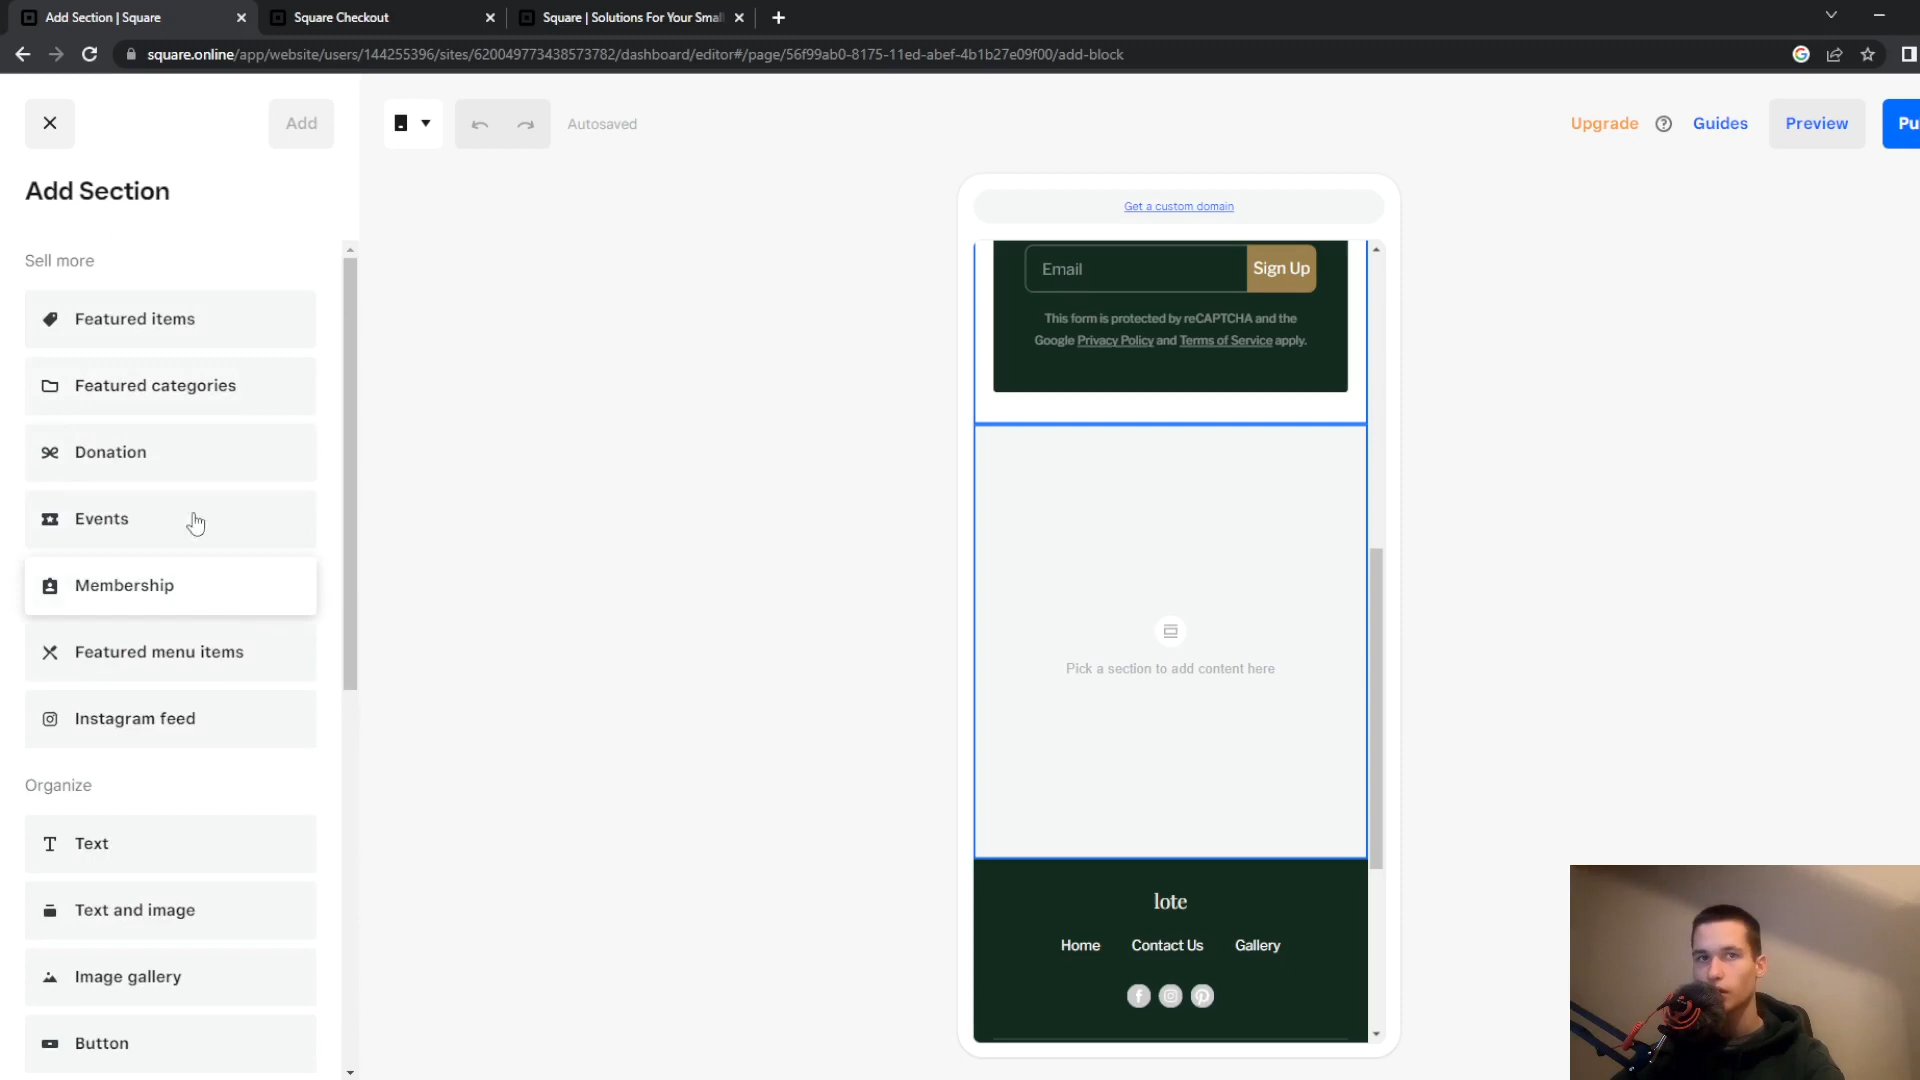 Add Section | Square
Square Checkout
Square | Solutions For Your Smal
square.online/app/website/users/144255396/sites/620049773438573782/dashboard/editor#/page/56f99ab0-8175-11ed-abef-4b1b27e09f00/add-block
Add
Autosaved
Upgrade
Guides
Preview
Pu
Add Section
Get a custom domain
Sell more
Featured items
Featured categories
Donation
Events
Membership
Featured menu items
Instagram feed
Organize
Text
Text and image
Image gallery
Button
Email
Sign Up
This form is protected by reCAPTCHA and the
Google Privacy Policy and Terms of Service apply.
Pick a section to add content here
lote
Home Contact Us Gallery